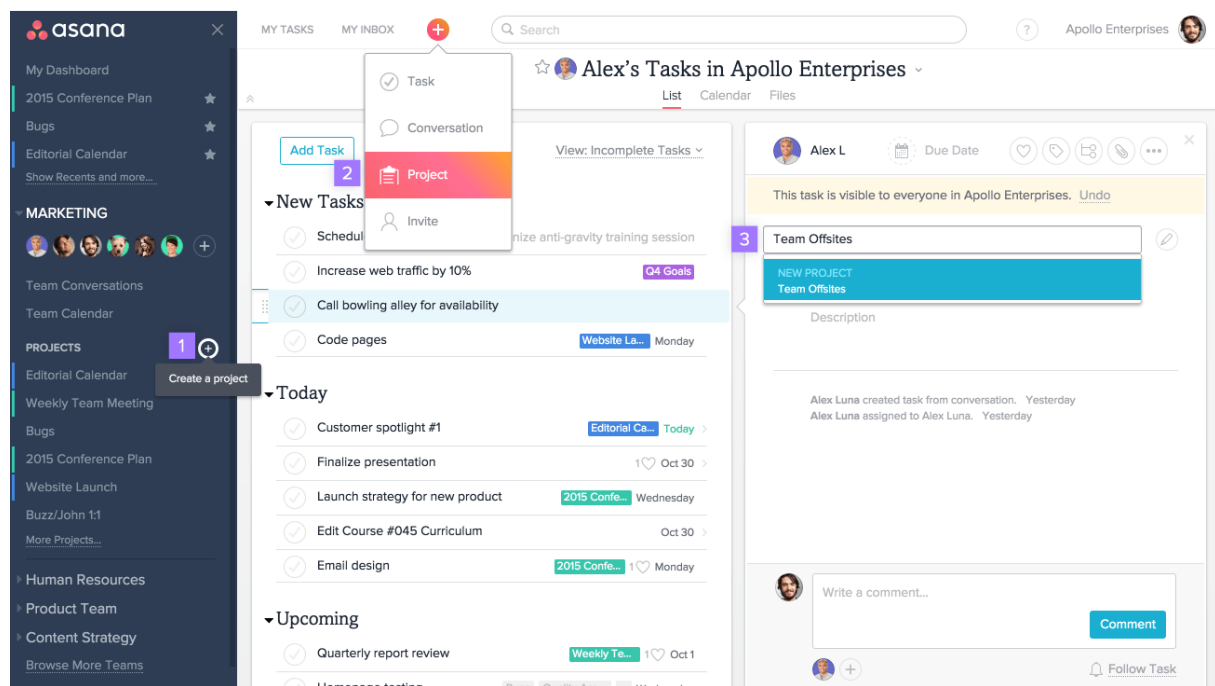 asana
My Dashboard
2015 Conference Plan
Bugs
Editorial Calendar
Show Recents and more...
MARKETING
Team Conversations
Team Calendar
PROJECTS
1
Create a project
Editorial Calendar
Weekly Team Meeting
Bugs
2015 Conference Plan
Website Launch
Buzz/John 1:1
More Projects...
Human Resources
Product Team
Content Strategy
Browse More Teams
MY TASKS
MY INBOX
Search
?
Apollo Enterprises
Alex's Tasks in Apollo Enterprises
List Calendar Files
Task
Conversation
2
Project
Invite
Add Task
View: Incomplete Tasks
New Tasks
Schedul nize anti-gravity training session
Increase web traffic by 10% Q4 Goals
Call bowling alley for availability
Code pages Website La... Monday
Today
Customer spotlight #1 Editorial Ca... Today
Finalize presentation 1 Oct 30
Launch strategy for new product 2015 Confe... Wednesday
Edit Course #045 Curriculum Oct 30
Email design 2015 Confe... 1 Monday
Upcoming
Quarterly report review Weekly Te... 1 Oct 1
Alex L
Due Date
This task is visible to everyone in Apollo Enterprises. Undo
3
Team Offsites
NEW PROJECT
Team Offsites
Description
Alex Luna created task from conversation. Yesterday
Alex Luna assigned to Alex Luna. Yesterday
Write a comment...
Comment
Follow Task